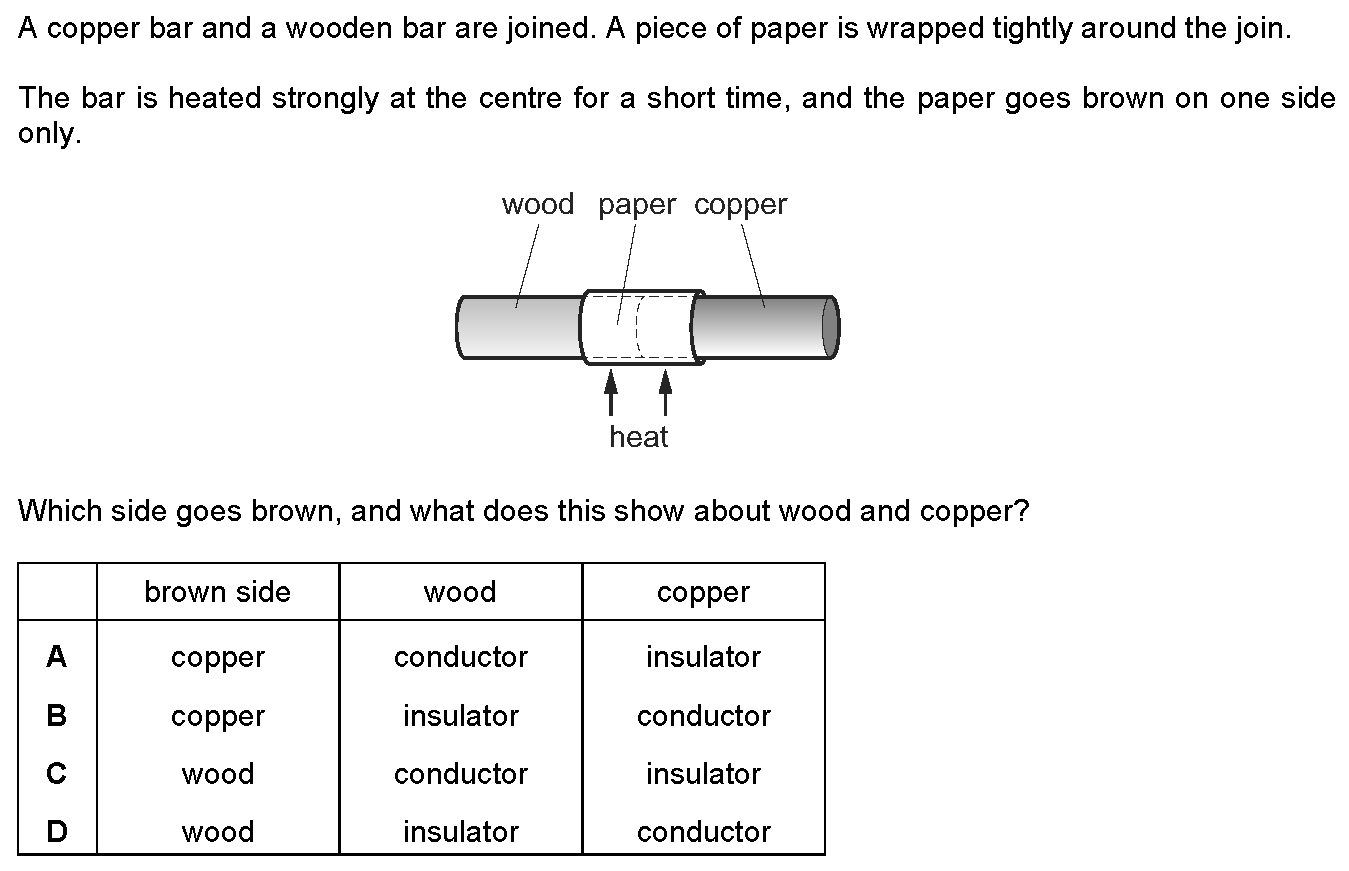 A copper bar and a wooden bar are joined. A piece of paper is wrapped tightly around the join.
The bar is heated strongly at the centre for a short time, and the paper goes brown on one side
only.
wood paper copper
heat
Which side goes brown, and what does this show about wood and copper?
brown side wood copper
A copper conductor insulator
B copper insulator conductor
C wood conductor insulator
D wood insulator conductor